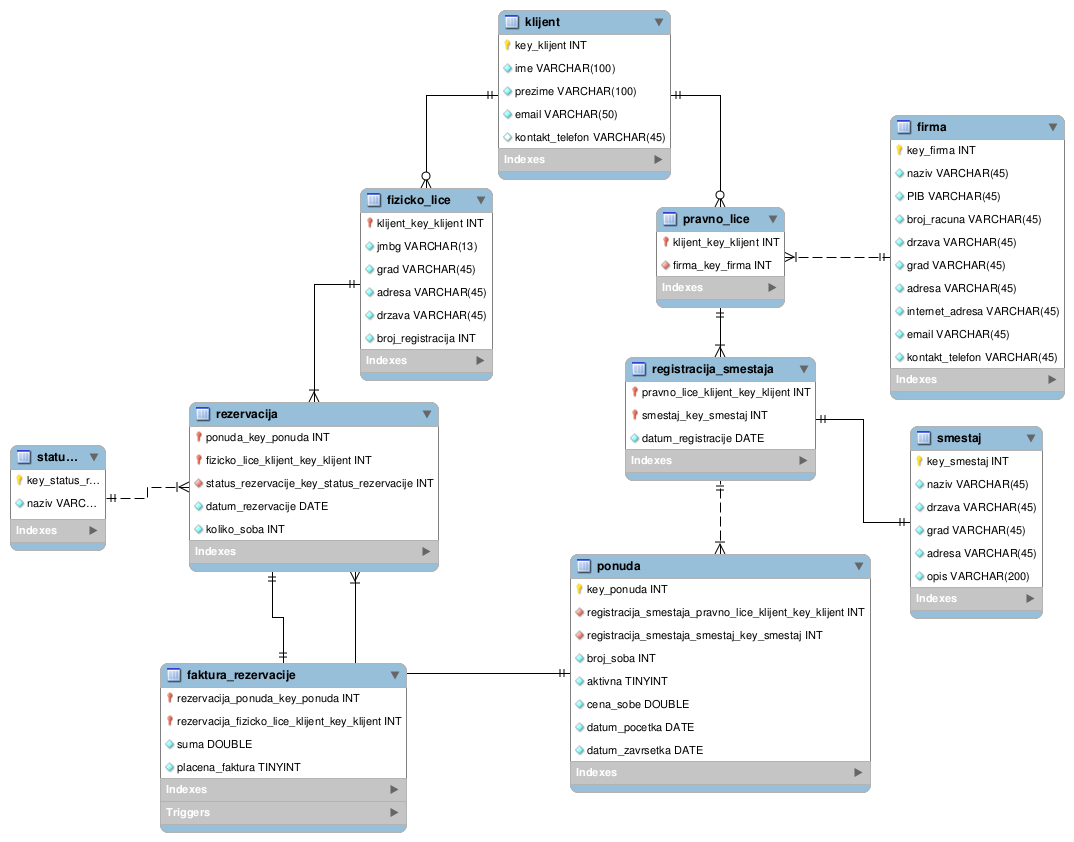 klijent
key_klijent INT
ime VARCHAR(100)
prezime VARCHAR(100)
email VARCHAR(50)
kontakt_telefon VARCHAR(45)
Indexes
firma
key_firma INT
naziv VARCHAR(45)
PIB VARCHAR(45)
broj_racuna VARCHAR(45)
drzava VARCHAR(45)
grad VARCHAR(45)
adresa VARCHAR(45)
internet_adresa VARCHAR(45)
email VARCHAR(45)
kontakt_telefon VARCHAR(45)
Indexes
fizicko_lice
klijent_key_klijent INT
jmbg VARCHAR(13)
grad VARCHAR(45)
adresa VARCHAR(45)
drzava VARCHAR(45)
broj_registracija INT
Indexes
pravno_lice
klijent_key_klijent INT
firma_key_firma INT
Indexes
registracija_smestaja
pravno_lice_klijent_key_klijent INT
smestaj_key_smestaj INT
datum_registracije DATE
Indexes
rezervacija
ponuda_key_ponuda INT
fizicko_lice_klijent_key_klijent INT
status_rezervacije_key_status_rezervacije INT
datum_rezervacije DATE
koliko_soba INT
Indexes
statu...
key_status_r...
naziv VARC...
Indexes
smestaj
key_smestaj INT
naziv VARCHAR(45)
drzava VARCHAR(45)
grad VARCHAR(45)
adresa VARCHAR(45)
opis VARCHAR(200)
Indexes
ponuda
key_ponuda INT
registracija_smestaja_pravno_lice_klijent_key_klijent INT
registracija_smestaja_smestaj_key_smestaj INT
broj_soba INT
aktivna TINYINT
cena_sobe DOUBLE
datum_pocetka DATE
datum_zavrsetka DATE
Indexes
faktura_rezervacije
rezervacija_ponuda_key_ponuda INT
rezervacija_fizicko_lice_klijent_key_klijent INT
suma DOUBLE
placena_faktura TINYINT
Indexes
Triggers